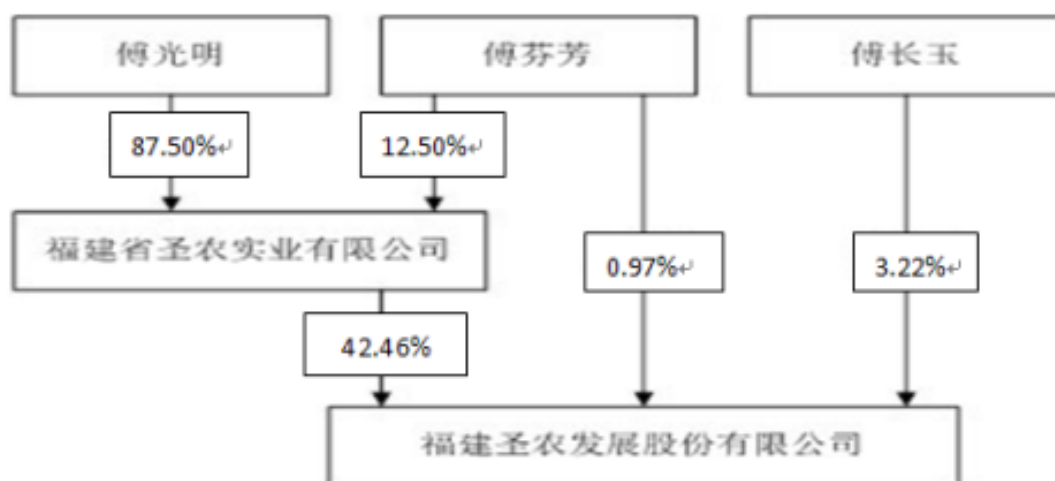 傅光明
傅芬芳
傅长玉
87.50%↵
12.50%↵
福建省圣农实业有限公司
0.97%↵
3.22%↵
42.46%
福建圣农发展股份有限公司